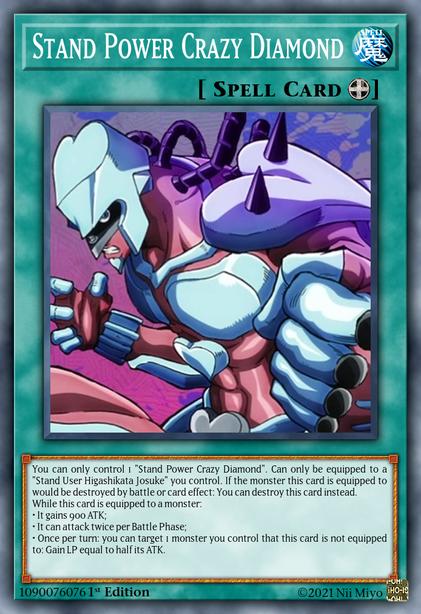 Stand Power Crazy Diamond
SPELL
魔
[ Spell Card ]
You can only control 1 "Stand Power Crazy Diamond". Can only be equipped to a
"Stand User Higashikata Josuke" you control. If the monster this card is equipped to
would be destroyed by battle or card effect: You can destroy this card instead.
While this card is equipped to a monster:
• It gains 900 ATK;
• It can attack twice per Battle Phase;
• Once per turn: you can target 1 monster you control that this card is not equipped
to: Gain LP equal to half its ATK.
1090076076 1st Edition ©2021 Nii Miyo